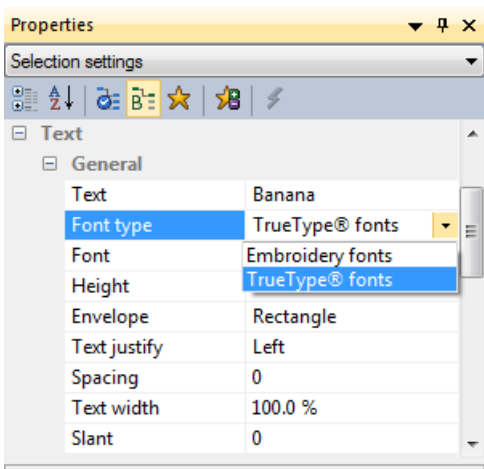 Properties
Selection settings
Text
General
Text Banana
Font type TrueType® fonts
Font Embroidery fonts
Height TrueType® fonts
Envelope Rectangle
Text justify Left
Spacing 0
Text width 100.0 %
Slant 0